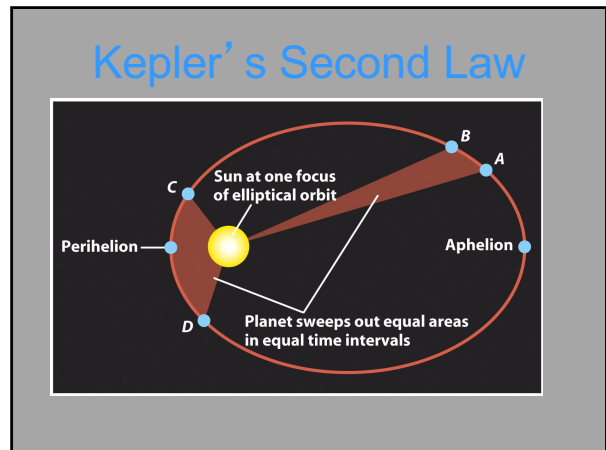 Kepler's Second Law
B
A
C
Sun at one focus
of elliptical orbit
Perihelion
Aphelion
D
Planet sweeps out equal areas
in equal time intervals